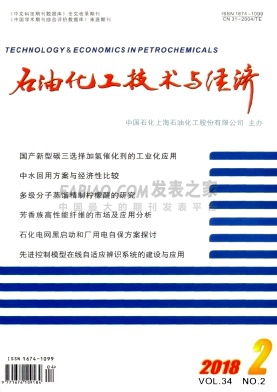 《中文科技期刊数据库》全文收录期刊
《中国学术期刊综合评价数据库》来源期刊
ISSN 1674-1099
CN 31-2004/TE
TECHNOLOGY & ECONOMICS IN PETROCHEMICALS
石油化工技术与经济
中国石化上海石油化工股份有限公司 主办
国产新型碳三选择加氢催化剂的工业化应用
中水回用方案与经济性比较
多级分子蒸馏精制柠檬醛的研究
芳香族高性能纤维的市场及应用分析
石化电网黑启动和厂用电自保方案探讨
先进控制模型在线自适应辨识系统的建设与应用
FABIAO.COM 发表之家
中国最大的期刊发表平台
ISSN 1674-1099
04>
9 771674 109186
2018 2
VOL.34 NO.2